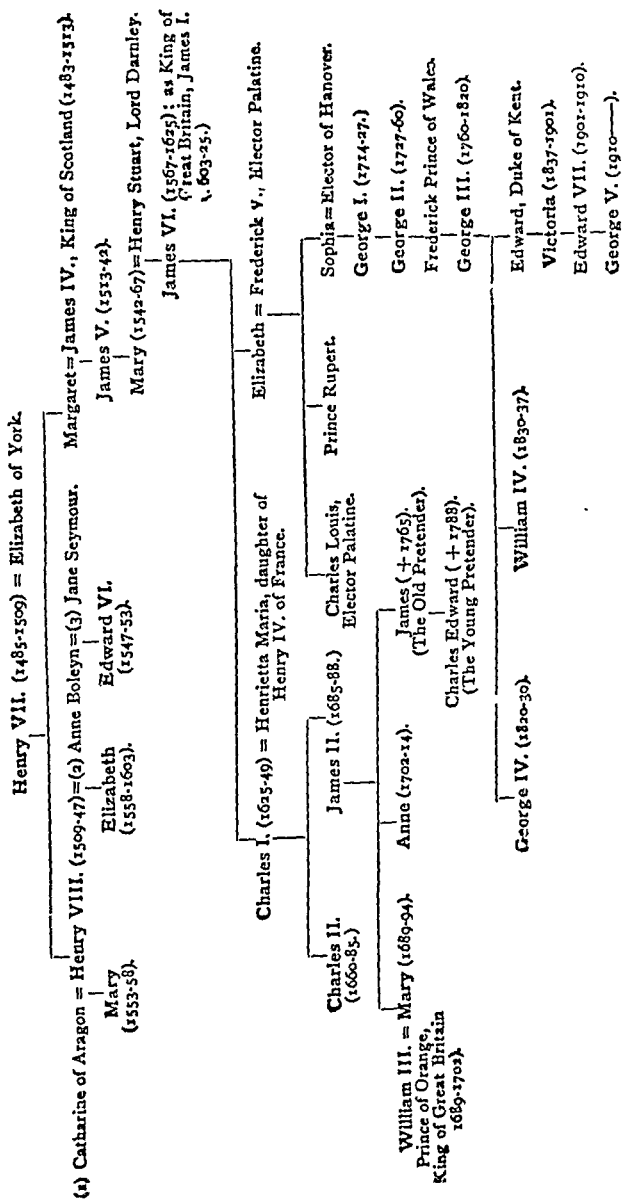 Henry VII. (1485-1509) = Elizabeth of York.
(1) Catharine of Aragon = Henry VIII. (1509-47)=(2) Anne Boleyn=(3) Jane Seymour.
Margaret=James IV., King of Scotland (1483-1513).
Mary
(1553-58).
Elizabeth
(1558-1603).
Edward VI.
(1547-53).
James V. (1513-42).
Mary (1542-67)=Henry Stuart, Lord Darnley.
James VI. (1567-1625); as King of
Great Britain, James I.
603-25.)
Charles I. (1625-49) = Henrietta Maria, daughter of
Henry IV. of France.
Elizabeth = Frederick V., Elector Palatine.
Charles II.
(1660-85.)
James II. (1685-88.)
Charles Louis,
Elector Palatine.
Prince Rupert.
Sophia=Elector of Hanover.
George I. (1714-27.)
William III. = Mary (1689-94).
Prince of Orange,
King of Great Britain
1689-1702).
Anne (1702-14).
James (+1765).
(The Old Pretender).
Charles Edward (+1788).
(The Young Pretender).
George II. (1727-60).
Frederick Prince of Wales.
George III. (1760-1820).
George IV. (1820-30).
William IV. (1830-37).
Edward, Duke of Kent.
Victoria (1837-1901).
Edward VII. (1901-1910).
George V. (1910——).